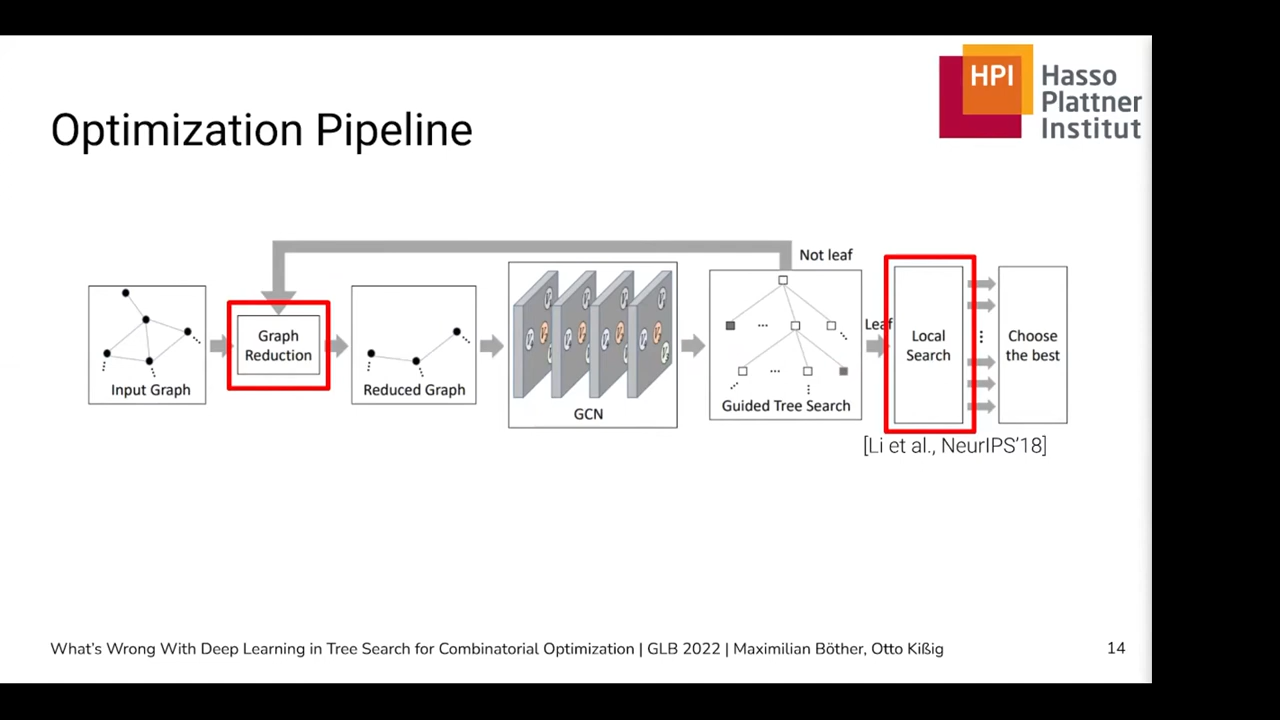 HPI
Hasso
Plattner
Institut
Optimization Pipeline
Not leaf
Input Graph
Graph
Reduction
Reduced Graph
GCN
Guided Tree Search
Leaf
Local
Search
Choose
the best
[Li et al., NeurIPS’18]
What’s Wrong With Deep Learning in Tree Search for Combinatorial Optimization | GLB 2022 | Maximilian Böther, Otto Kißig
14